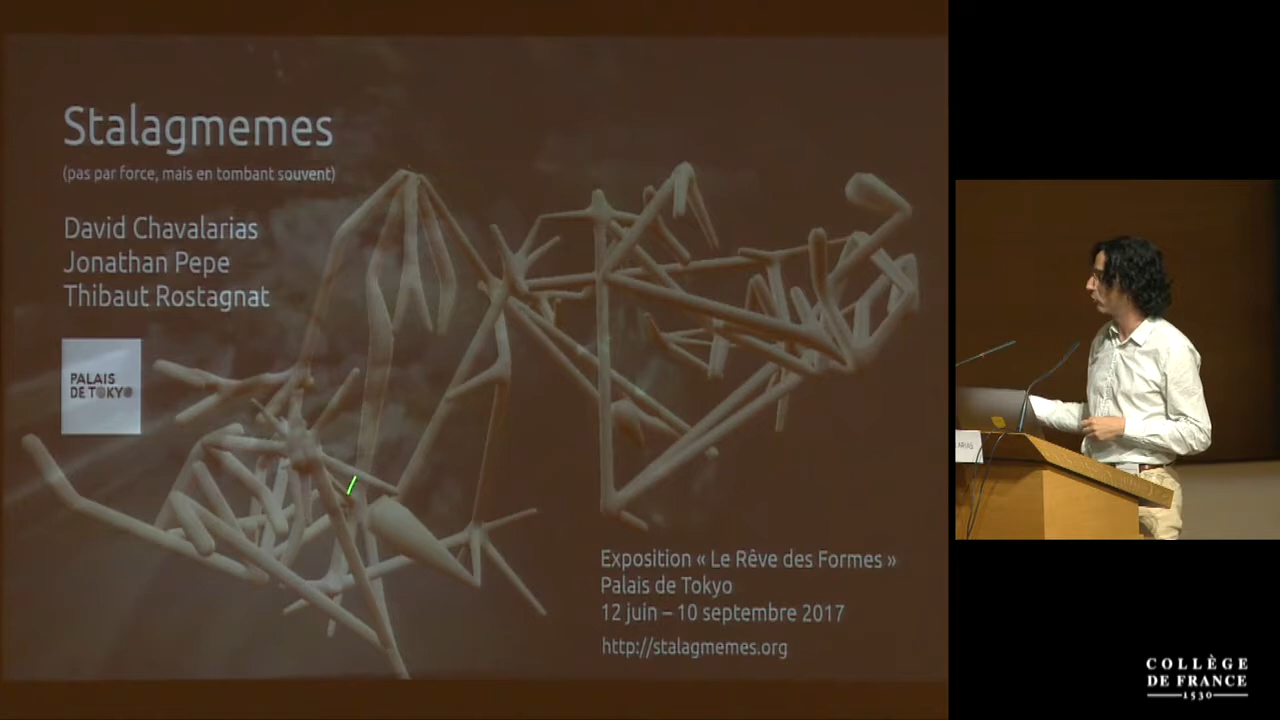 Stalagmemes
(pas par force, mais en tombant souvent)
David Chavalarias
Jonathan Pepe
Thibaut Rostagnat
PALAIS
DE TOKYO
Exposition « Le Rêve des Formes »
Palais de Tokyo
12 juin – 10 septembre 2017
http://stalagmemes.org
ARIAS
COLLÈGE
DE FRANCE
1530